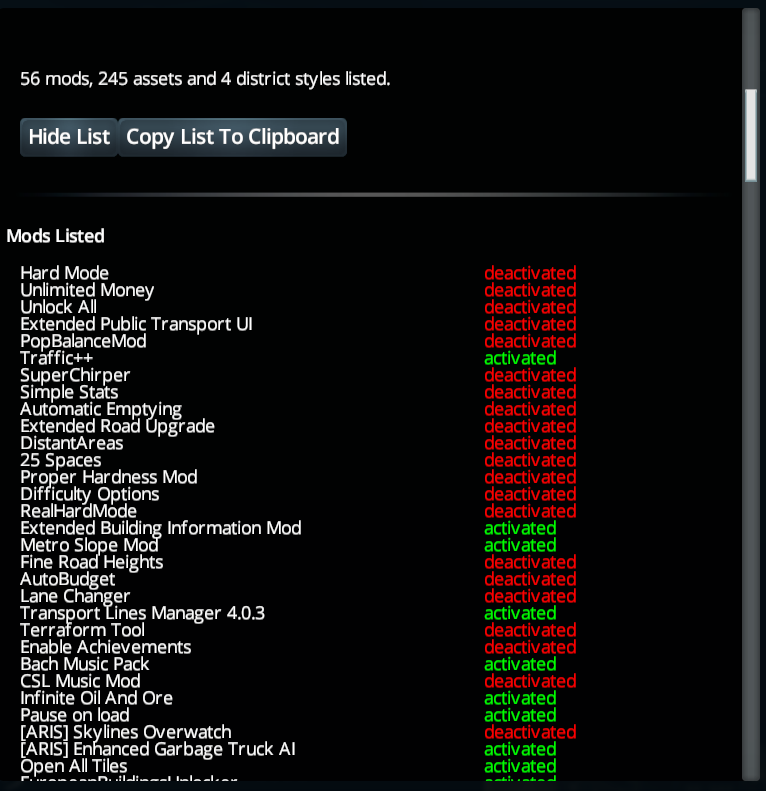 56 mods, 245 assets and 4 district styles listed.
Hide List Copy List To Clipboard
Mods Listed
Hard Mode deactivated
Unlimited Money deactivated
Unlock All deactivated
Extended Public Transport UI deactivated
PopBalanceMod deactivated
Traffic++ activated
SuperChirper deactivated
Simple Stats deactivated
Automatic Emptying deactivated
Extended Road Upgrade deactivated
DistantAreas deactivated
25 Spaces deactivated
Proper Hardness Mod deactivated
Difficulty Options deactivated
RealHardMode deactivated
Extended Building Information Mod activated
Metro Slope Mod activated
Fine Road Heights deactivated
AutoBudget deactivated
Lane Changer deactivated
Transport Lines Manager 4.0.3 activated
Terraform Tool deactivated
Enable Achievements deactivated
Bach Music Pack activated
CSL Music Mod deactivated
Infinite Oil And Ore activated
Pause on load activated
[ARIS] Skylines Overwatch deactivated
[ARIS] Enhanced Garbage Truck AI activated
Open All Tiles activated
EuropeanBuildingsUnlocker activated